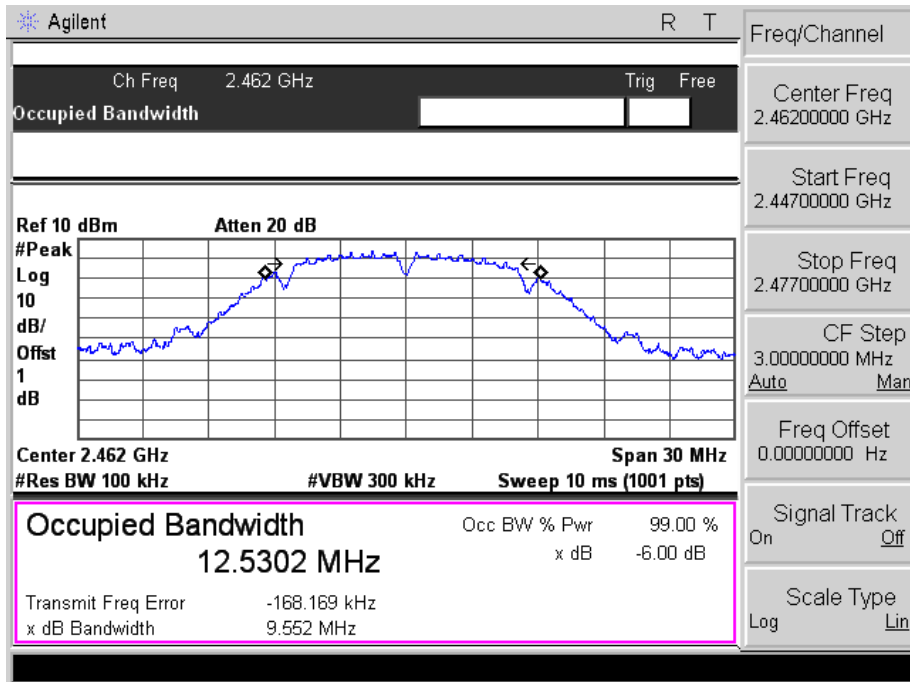 Agilent R T
Ch Freq 2.462 GHz Trig Free
Occupied Bandwidth
Ref 10 dBm Atten 20 dB
#Peak
Log
10
dB/
Offst
1
dB
Center 2.462 GHz Span 30 MHz
#Res BW 100 kHz #VBW 300 kHz Sweep 10 ms (1001 pts)
Occupied Bandwidth Occ BW % Pwr 99.00 %
12.5302 MHz x dB -6.00 dB
Transmit Freq Error -168.169 kHz
x dB Bandwidth 9.552 MHz
Freq/Channel
Center Freq
2.46200000 GHz
Start Freq
2.44700000 GHz
Stop Freq
2.47700000 GHz
CF Step
3.00000000 MHz
Auto Man
Freq Offset
0.00000000 Hz
Signal Track
On Off
Scale Type
Log Lin